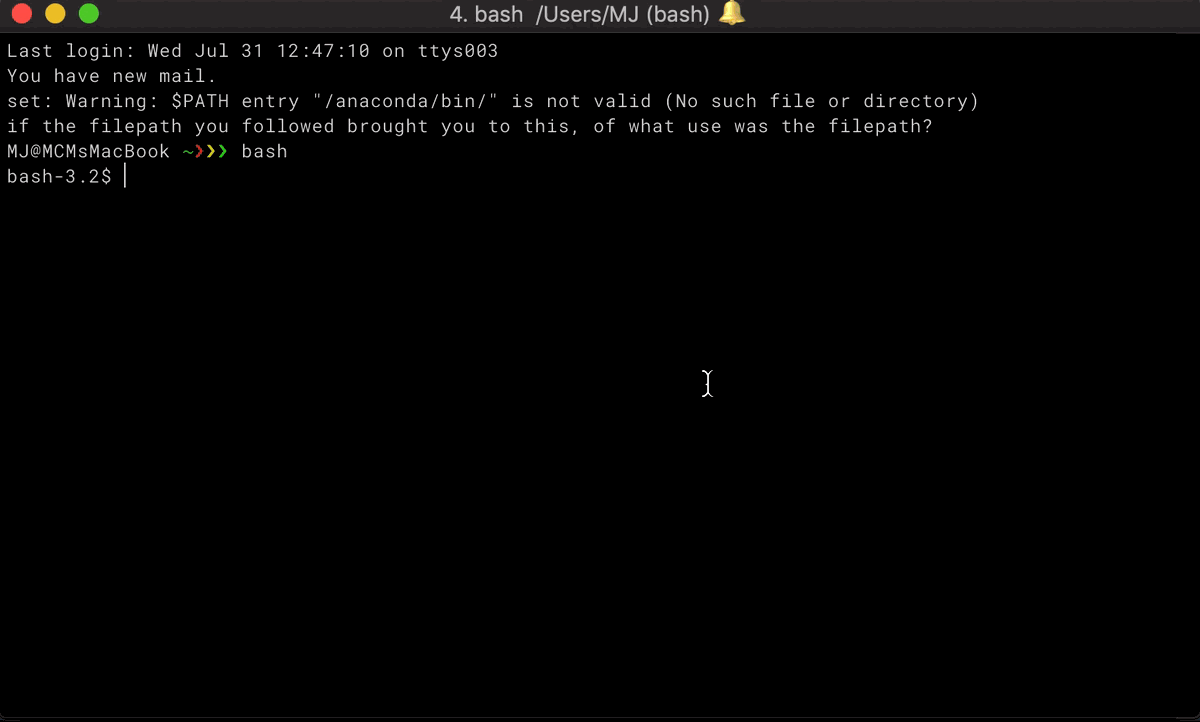 4. bash  /Users/MJ (bash) 🔔
Last login: Wed Jul 31 12:47:10 on ttys003
You have new mail.
set: Warning: $PATH entry "/anaconda/bin/" is not valid (No such file or directory)
if the filepath you followed brought you to this, of what use was the filepath?
MJ@MCMsMacBook ~❯❯❯ bash
bash-3.2$